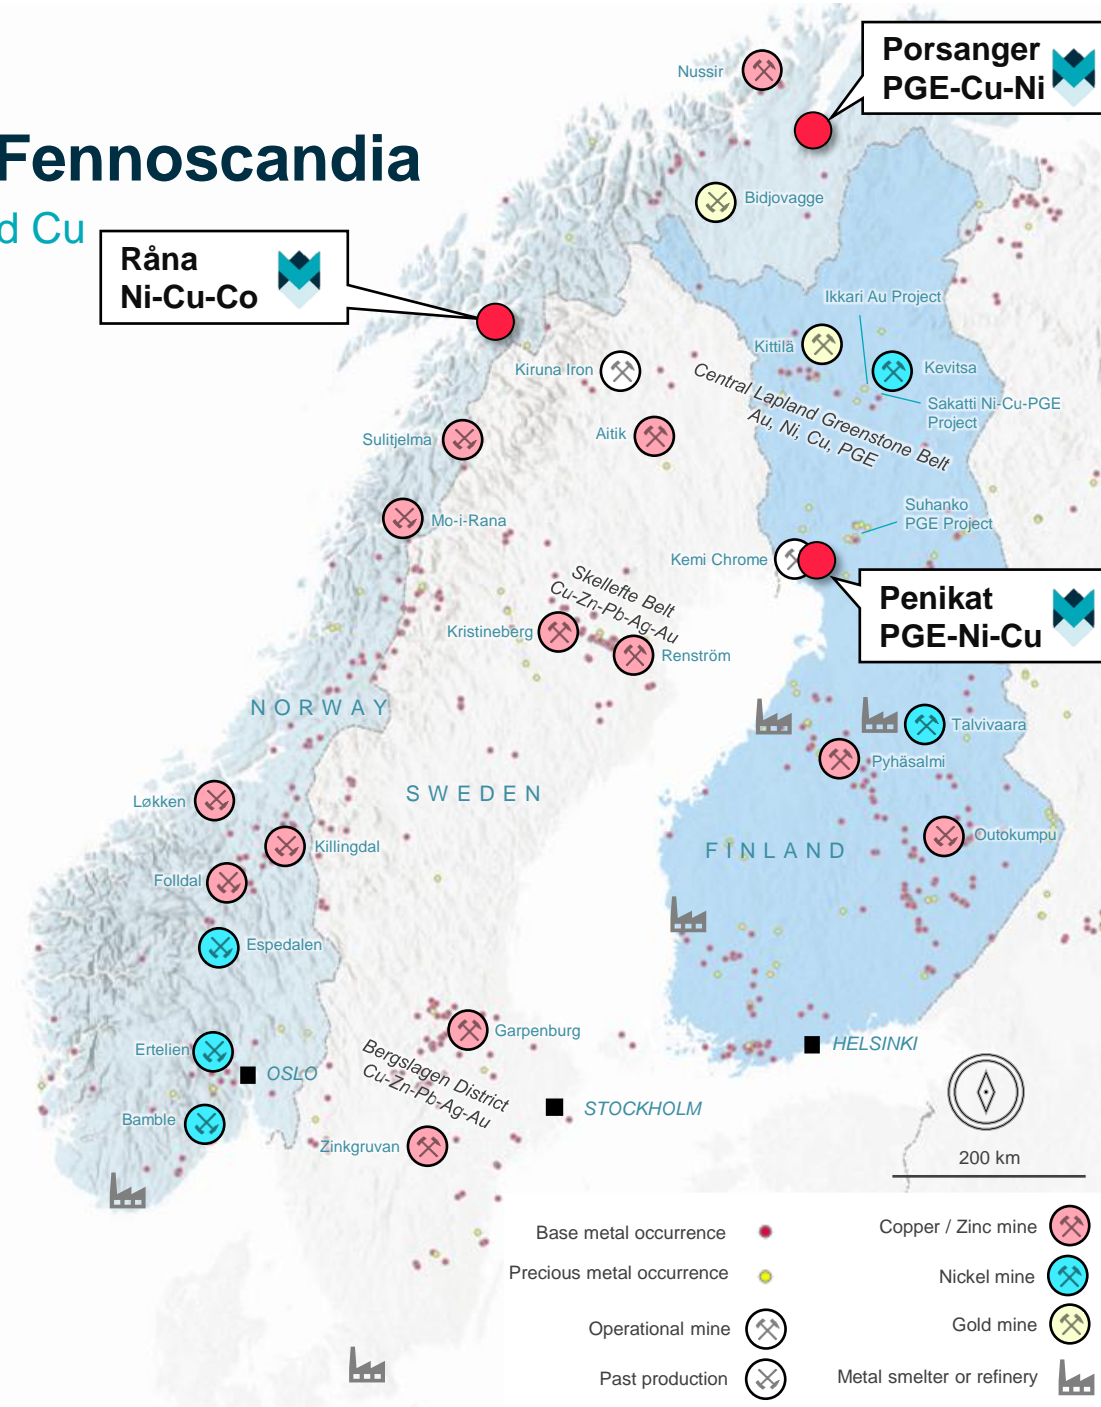 Fennoscandia
d Cu
Porsanger
PGE-Cu-Ni
Nussir
Bidjovagge
Råna
Ni-Cu-Co
Ikkari Au Project
Kittilä
Kevitsa
Kiruna Iron
Sakatti Ni-Cu-PGE
Project
Central Lapland Greenstone Belt
Au, Ni, Cu, PGE
Sulitjelma
Aitik
Mo-i-Rana
Suhanko
PGE Project
Kemi Chrome
Penikat
PGE-Ni-Cu
Skellefte Belt
Cu-Zn-Pb-Ag-Au
Kristineberg
Renström
NORWAY
Talvivaara
Pyhäsalmi
SWEDEN
Løkken
Killingdal
Outokumpu
FINLAND
Folldal
Espedalen
Garpenburg
Ertelien
OSLO
Bergslagen District
Cu-Zn-Pb-Ag-Au
HELSINKI
STOCKHOLM
Bamble
Zinkgruvan
200 km
Base metal occurrence
Copper / Zinc mine
Precious metal occurrence
Nickel mine
Operational mine
Gold mine
Past production
Metal smelter or refinery